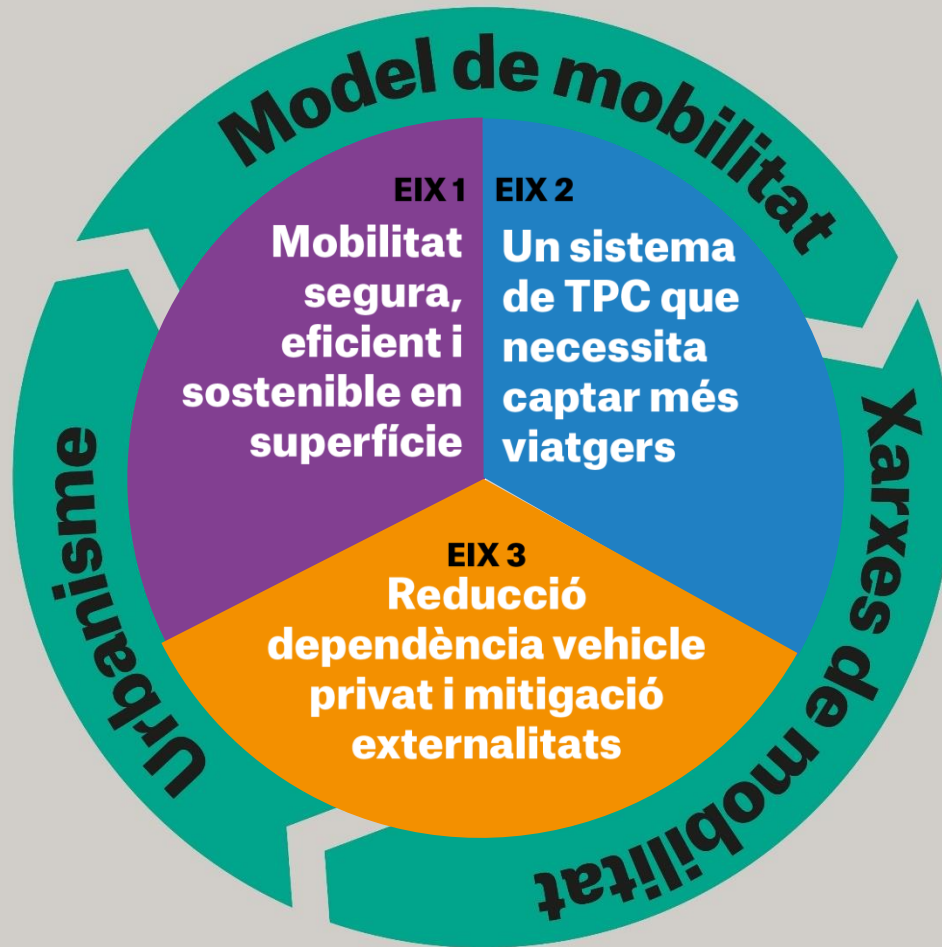 Model de mobilitat
EIX 1
Mobilitat
segura,
eficient i
sostenible en
superfície
EIX 2
Un sistema
de TPC que
necessita
captar més
viatgers
EIX 3
Reducció
dependència vehicle
privat i mitigació
externalitats
Xarxes de mobilitat
Urbanisme